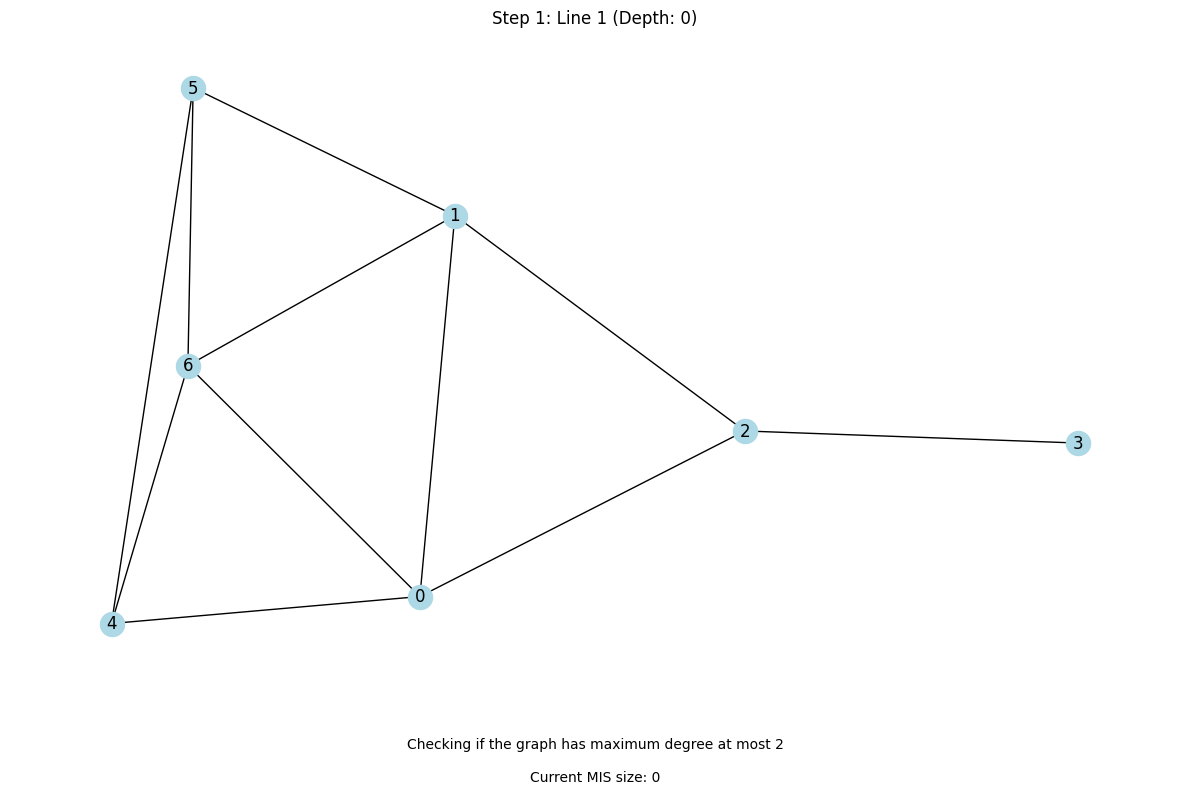 Step 1: Line 1 (Depth: 0)
5
1
6
2
3
0
4
Checking if the graph has maximum degree at most 2
Current MIS size: 0